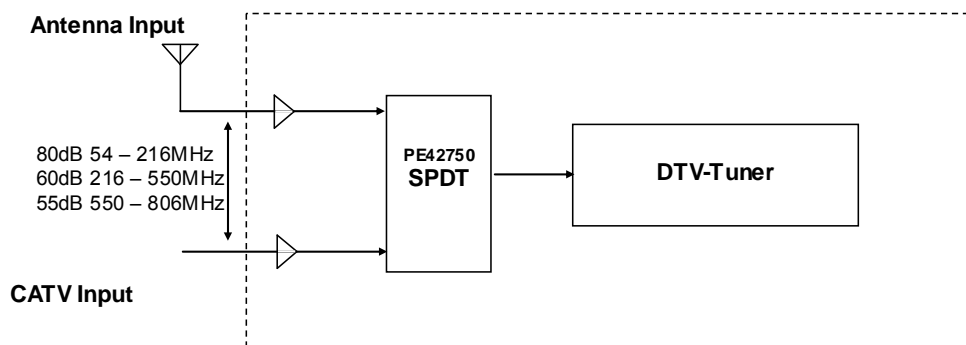 Antenna Input
80dB 54 – 216MHz
60dB 216 – 550MHz
55dB 550 – 806MHz
PE42750
SPDT
DTV-Tuner
CATV Input